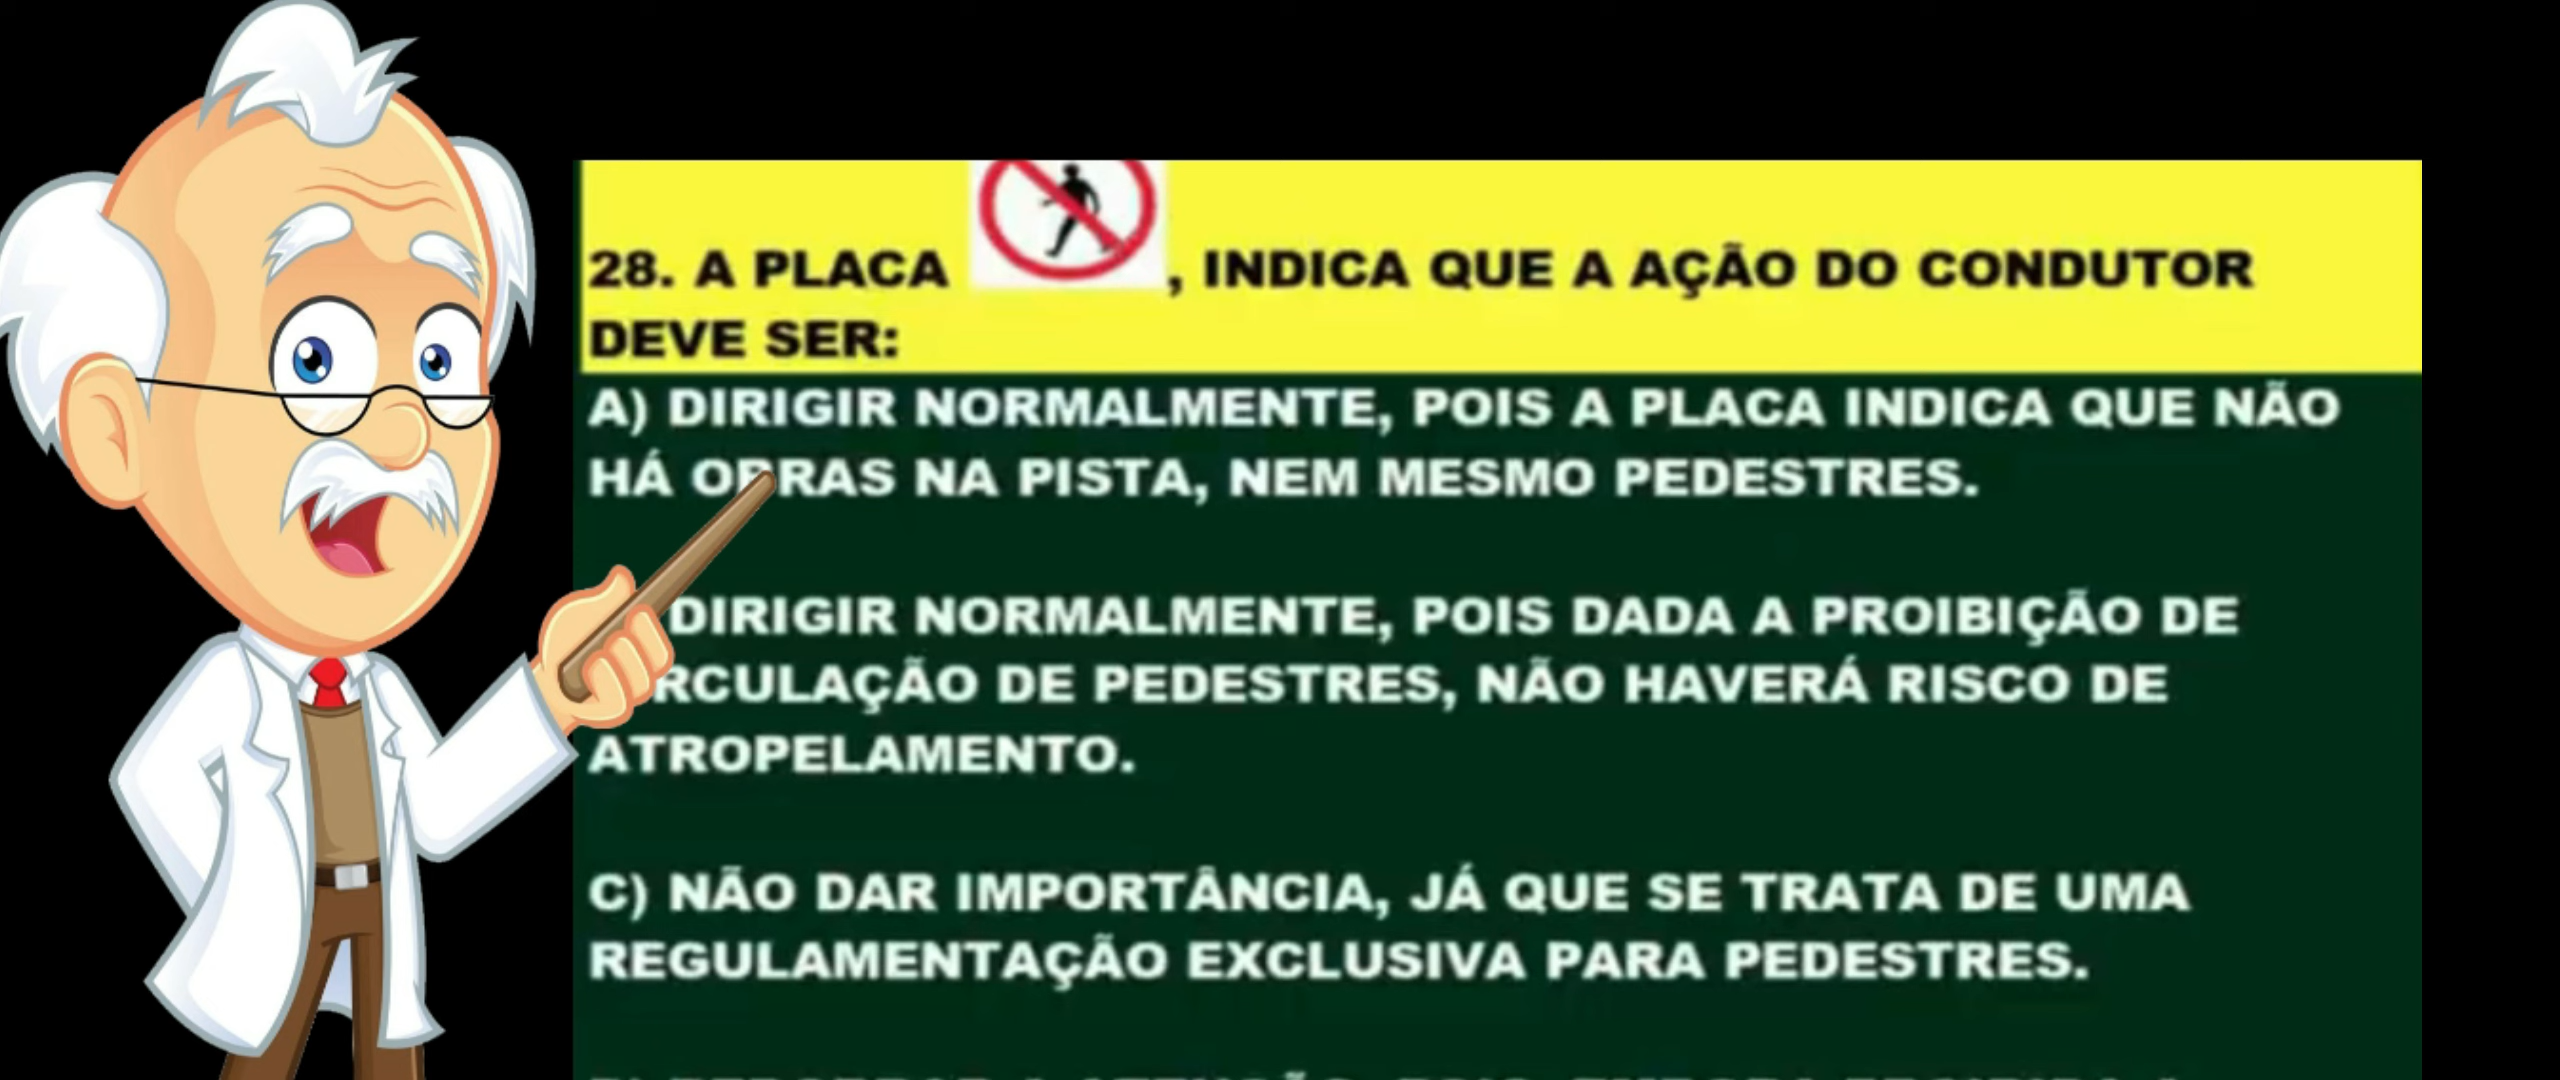 28. A PLACA , INDICA QUE A AÇÃO DO CONDUTOR
DEVE SER:
A) DIRIGIR NORMALMENTE, POIS A PLACA INDICA QUE NÃO
HÁ OBRAS NA PISTA, NEM MESMO PEDESTRES.
DIRIGIR NORMALMENTE, POIS DADA A PROIBIÇÃO DE
RCULAÇÃO DE PEDESTRES, NÃO HAVERÁ RISCO DE
ATROPELAMENTO.
C) NÃO DAR IMPORTÂNCIA, JÁ QUE SE TRATA DE UMA
REGULAMENTAÇÃO EXCLUSIVA PARA PEDESTRES.